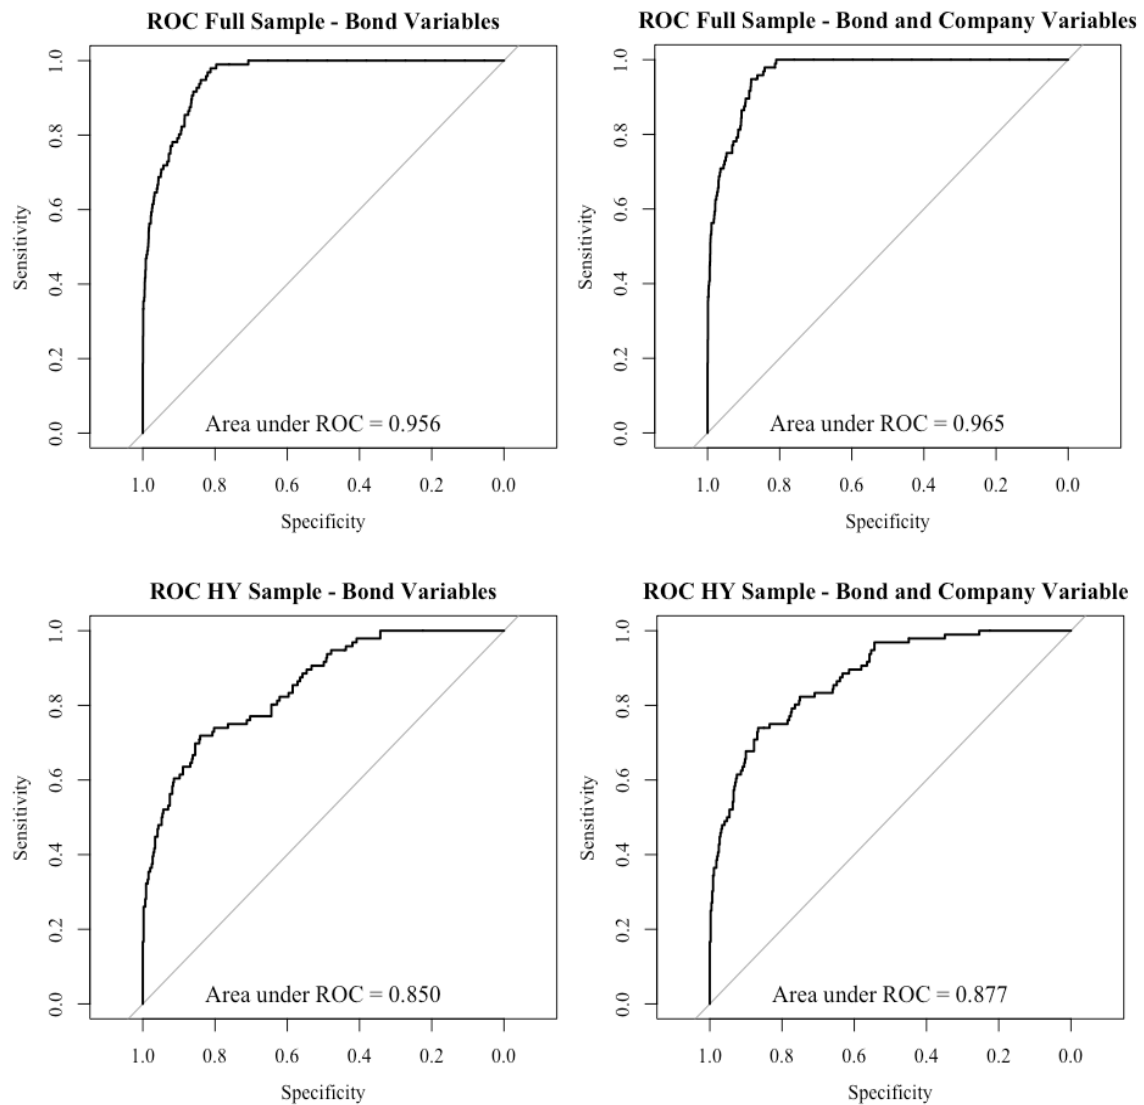 ROC Full Sample - Bond Variables
1.0
0.8
0.6
0.4
0.2
0.0
Sensitivity
Area under ROC = 0.956
1.0 0.8 0.6 0.4 0.2 0.0
Specificity
ROC Full Sample - Bond and Company Variables
1.0
0.8
0.6
0.4
0.2
0.0
Sensitivity
Area under ROC = 0.965
1.0 0.8 0.6 0.4 0.2 0.0
Specificity
ROC HY Sample - Bond Variables
1.0
0.8
0.6
0.4
0.2
0.0
Sensitivity
Area under ROC = 0.850
1.0 0.8 0.6 0.4 0.2 0.0
Specificity
ROC HY Sample - Bond and Company Variable
1.0
0.8
0.6
0.4
0.2
0.0
Sensitivity
Area under ROC = 0.877
1.0 0.8 0.6 0.4 0.2 0.0
Specificity